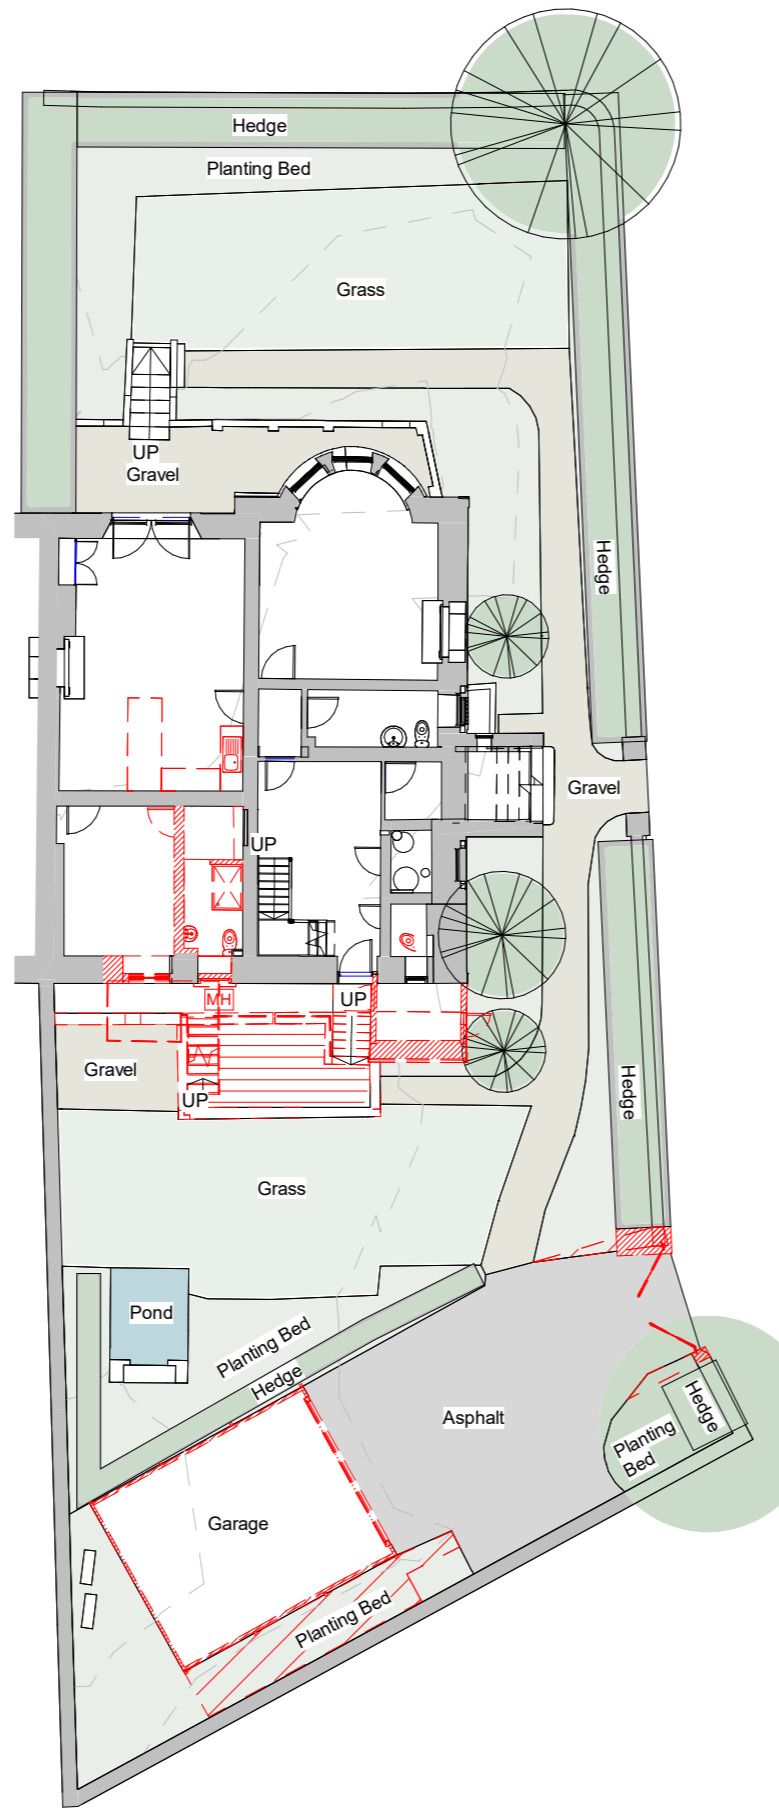 Hedge
Planting Bed
Grass
UP
Gravel
Hedge
Gravel
UP
MH
UP
Gravel
UP
Hedge
Grass
Pond
Planting Bed
Hedge
Hedge
Asphalt
Planting
Bed
Garage
Planting Bed